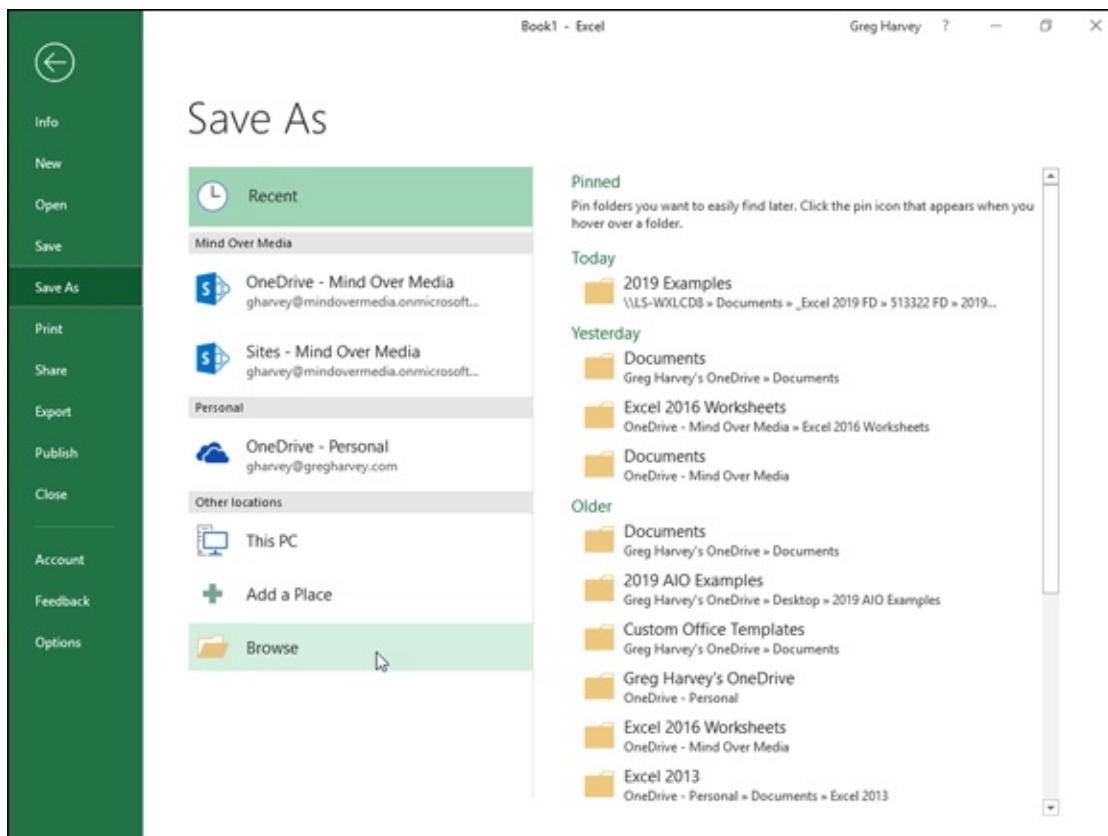 Book1 - Excel
Greg Harvey ?
Info
New
Open
Save
Save As
Print
Share
Export
Publish
Close
Account
Feedback
Options
Save As
Recent
Mind Over Media
OneDrive - Mind Over Media
gharvey@mindovermedia.onmicrosoft...
Sites - Mind Over Media
gharvey@mindovermedia.onmicrosoft...
Personal
OneDrive - Personal
gharvey@gregharvey.com
Other locations
This PC
Add a Place
Browse
Pinned
Pin folders you want to easily find later. Click the pin icon that appears when you
hover over a folder.
Today
2019 Examples
\\LS-WXLCD8 » Documents » _Excel 2019 FD » 513322 FD » 2019...
Yesterday
Documents
Greg Harvey's OneDrive » Documents
Excel 2016 Worksheets
OneDrive - Mind Over Media » Excel 2016 Worksheets
Documents
OneDrive - Mind Over Media
Older
Documents
Greg Harvey's OneDrive » Documents
2019 AIO Examples
Greg Harvey's OneDrive » Desktop » 2019 AIO Examples
Custom Office Templates
Greg Harvey's OneDrive » Documents
Greg Harvey's OneDrive
OneDrive - Personal
Excel 2016 Worksheets
OneDrive - Mind Over Media
Excel 2013
OneDrive - Personal » Documents » Excel 2013